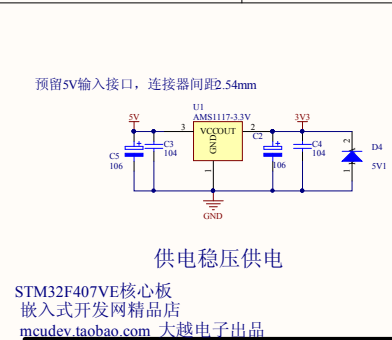 预留5V输入接口，连接器间距2.54mm
U1
AMS1117-3.3V
5V
3
VCCOUT
GND
2
3V3
C3
104
C2
C4
104
2
D4
C5
106
1
106
1
5V1
GND
供电稳压供电
STM32F407VE核心板
嵌入式开发网精品店
mcudev.taobao.com 大越电子出品